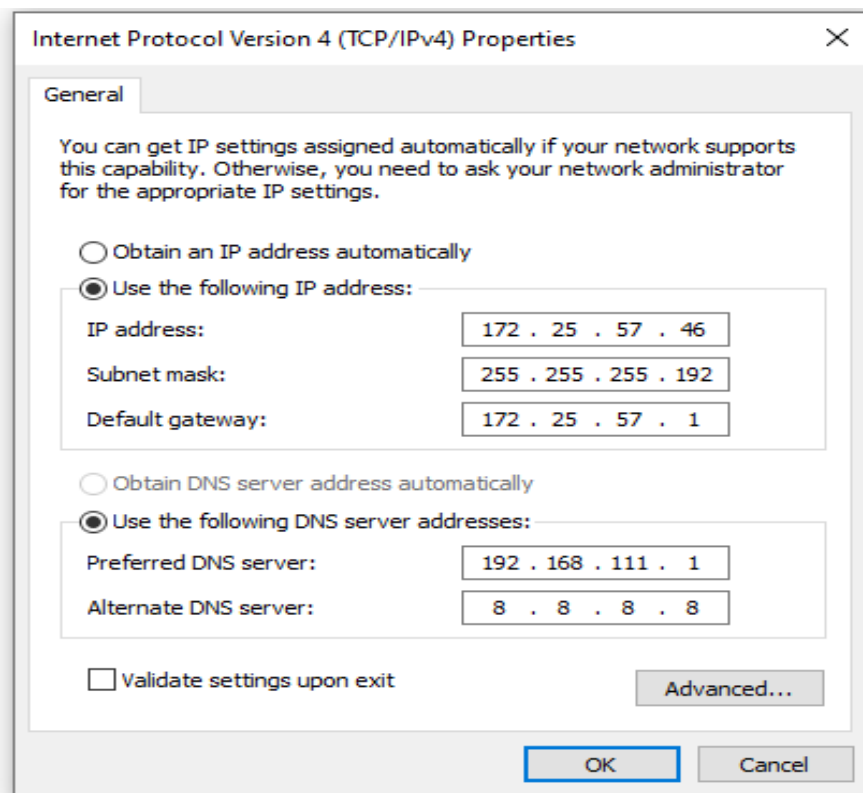 Internet Protocol Version 4 (TCP/IPv4) Properties
General
You can get IP settings assigned automatically if your network supports
this capability. Otherwise, you need to ask your network administrator
for the appropriate IP settings.
Obtain an IP address automatically
Use the following IP address:
IP address: 172 . 25 . 57 . 46
Subnet mask: 255 . 255 . 255 . 192
Default gateway: 172 . 25 . 57 . 1
Obtain DNS server address automatically
Use the following DNS server addresses:
Preferred DNS server: 192 . 168 . 111 . 1
Alternate DNS server: 8 . 8 . 8 . 8
Validate settings upon exit
Advanced...
OK Cancel